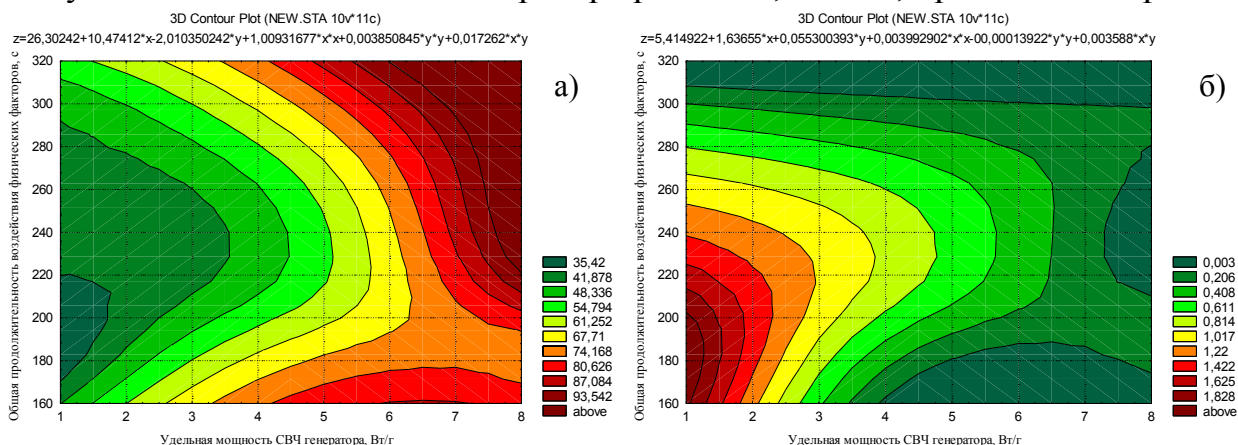 3D Contour Plot (NEW.STA 10v*11c)
z=26,30242+10,47412*x-2,010350242*y+1,00931677*x*x+0,003850845*y*y+0,017262*x*y
а)
Общая продолжительность воздействия физических факторов, с
320
300
280
260
240
220
200
180
160
1 2 3 4 5 6 7 8
Удельная мощность СВЧ генератора, Вт/г
35,42
41,878
48,336
54,794
61,252
67,71
74,168
80,626
87,084
93,542
above
3D Contour Plot (NEW.STA 10v*11c)
z=5,414922+1,63655*x+0,055300393*y+0,003992902*x*x-00,00013922*y*y+0,003588*x*y
б)
Общая продолжительность воздействия физических факторов, с
320
300
280
260
240
220
200
180
160
1 2 3 4 5 6 7 8
Удельная мощность СВЧ генератора, Вт/г
0,003
0,206
0,408
0,611
0,814
1,017
1,22
1,422
1,625
1,828
above